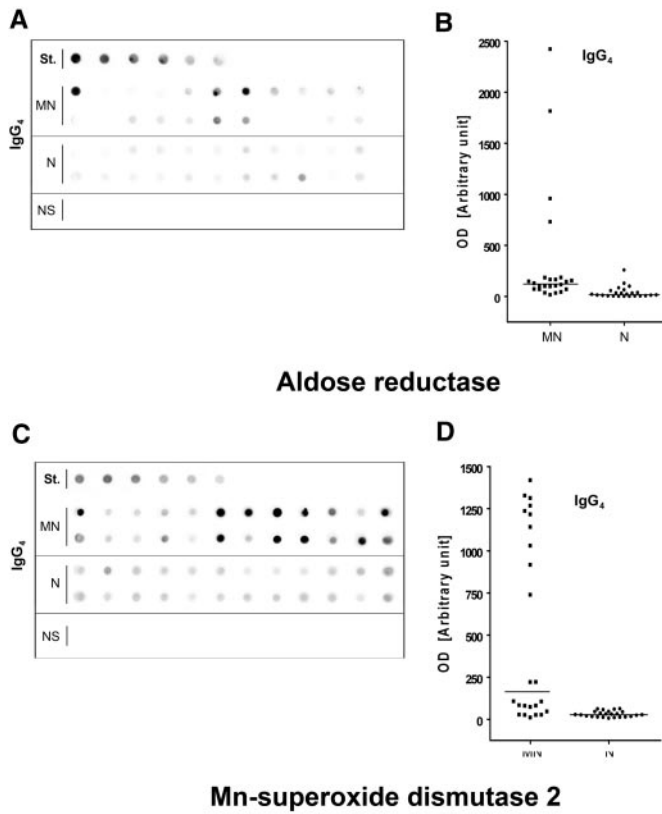 A
IgG4
St.
MN
N
NS
B
IgG4
OD [Arbitrary unit]
2500
2000
1500
1000
500
0
MN N
Aldose reductase
C
IgG4
St.
MN
N
NS
D
IgG4
OD [Arbitrary unit]
1500
1250
1000
750
500
250
0
MN N
Mn-superoxide dismutase 2